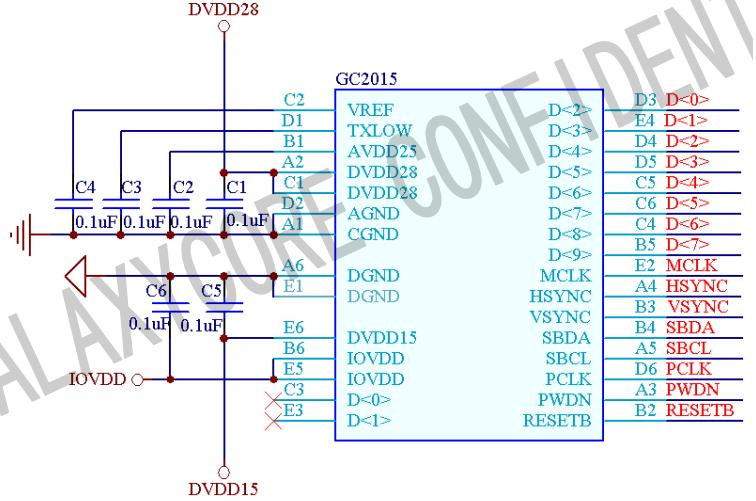 DVDD28
GC2015
C2 VREF D<2> D3 D<0>
D1 TXLOW D<3> E4 D<1>
B1 AVDD25 D<4> D4 D<2>
A2 DVDD28 D<5> D5 D<3>
C4 C3 C2 C1 C1 DVDD28 D<6> C5 D<4>
0.1uF 0.1uF 0.1uF 0.1uF D2 AGND D<7> C6 D<5>
A1 CGND D<8> C4 D<6>
D<9> B5 D<7>
A6 DGND MCLK E2 MCLK
C6 C5 E1 DGND HSYNC A4 HSYNC
VSYNC B3 VSYNC
0.1uF 0.1uF E6 DVDD15 SBDA B4 SBDA
B6 IOVDD SBCL A5 SBCL
IOVDD E5 IOVDD PCLK D6 PCLK
C3 D<0> PWDN A3 PWDN
E3 D<1> RESETB B2 RESETB
DVDD15
ALAXYCORE CONFIDENT